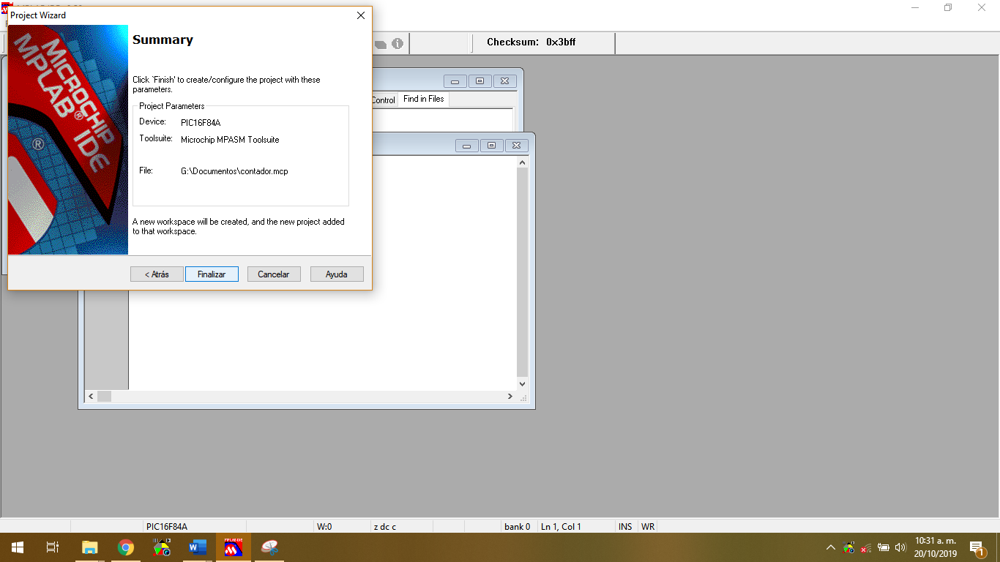 Project Wizard
MICROCHIP
MPLAB® IDE
®
Summary
Click `Finish' to create/configure the project with these
parameters.
Project Parameters
Device: PIC16F84A
Toolsuite: Microchip MPASM Toolsuite
File: G:\Documentos\contador.mcp
A new workspace will be created, and the new project added
to that workspace.
< Atrás
Finalizar
Cancelar
Ayuda
Checksum: 0x3bff
Control
Find in Files
PIC16F84A
W:0
z dc c
bank 0
Ln 1, Col 1
INS
WR
10:31 a. m.
20/10/2019
1